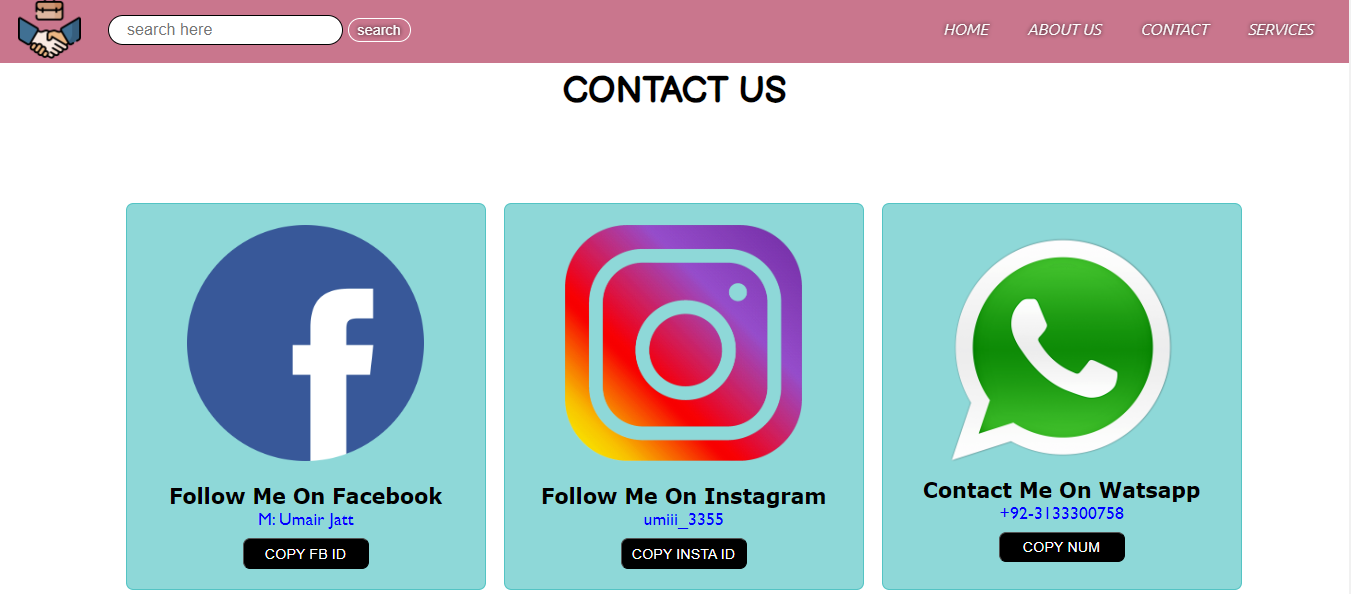 search here
search
HOME
ABOUT US
CONTACT
SERVICES
CONTACT US
Follow Me On Facebook
M: Umair Jatt
COPY FB ID
Follow Me On Instagram
umiii_3355
COPY INSTA ID
Contact Me On Watsapp
+92-3133300758
COPY NUM